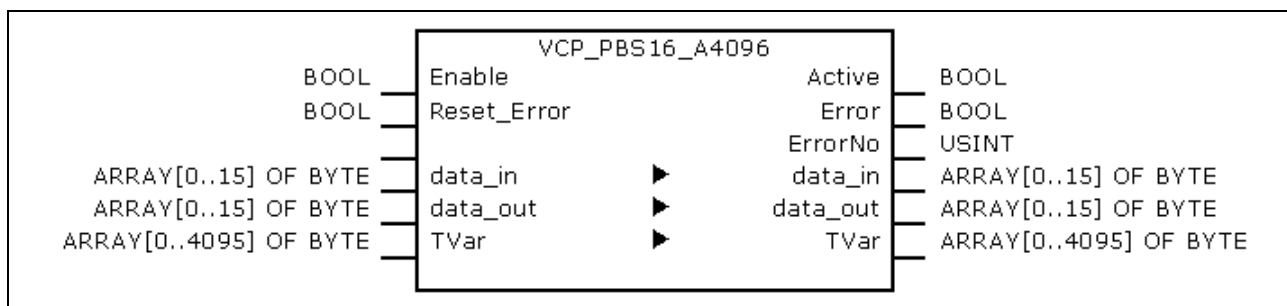 VCP_PBS16_A4096
BOOL Enable Active BOOL
BOOL Reset_Error Error BOOL
ErrorNo USINT
ARRAY[0..15] OF BYTE data_in data_in ARRAY[0..15] OF BYTE
ARRAY[0..15] OF BYTE data_out data_out ARRAY[0..15] OF BYTE
ARRAY[0..4095] OF BYTE TVar TVar ARRAY[0..4095] OF BYTE